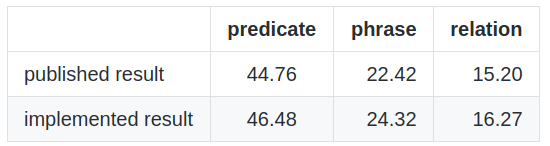 predicate phrase relation
published result 44.76 22.42 15.20
implemented result 46.48 24.32 16.27